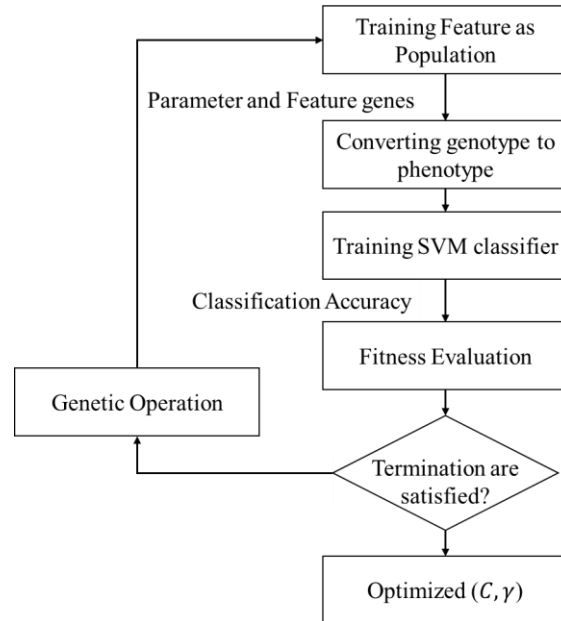 Training Feature as
Population
Parameter and Feature genes
Converting genotype to
phenotype
Training SVM classifier
Classification Accuracy
Fitness Evaluation
Genetic Operation
Termination are
satisfied?
Optimized (C, γ)